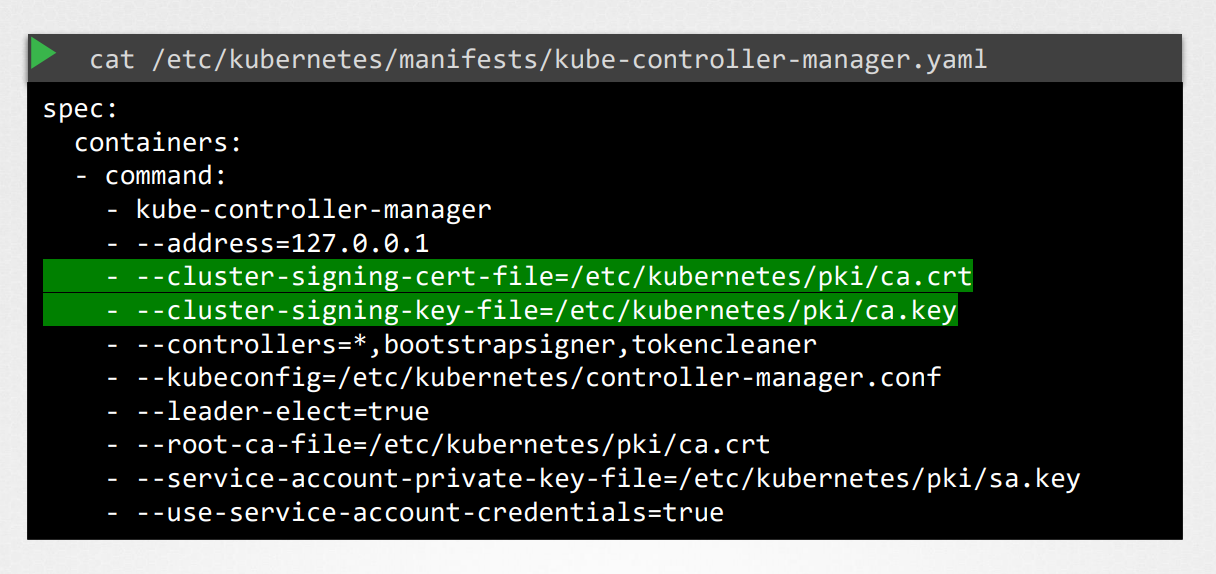 cat /etc/kubernetes/manifests/kube-controller-manager.yaml
spec:
  containers:
  - command:
    - kube-controller-manager
    - --address=127.0.0.1
    - --cluster-signing-cert-file=/etc/kubernetes/pki/ca.crt
    - --cluster-signing-key-file=/etc/kubernetes/pki/ca.key
    - --controllers=*,bootstrapsigner,tokencleaner
    - --kubeconfig=/etc/kubernetes/controller-manager.conf
    - --leader-elect=true
    - --root-ca-file=/etc/kubernetes/pki/ca.crt
    - --service-account-private-key-file=/etc/kubernetes/pki/sa.key
    - --use-service-account-credentials=true